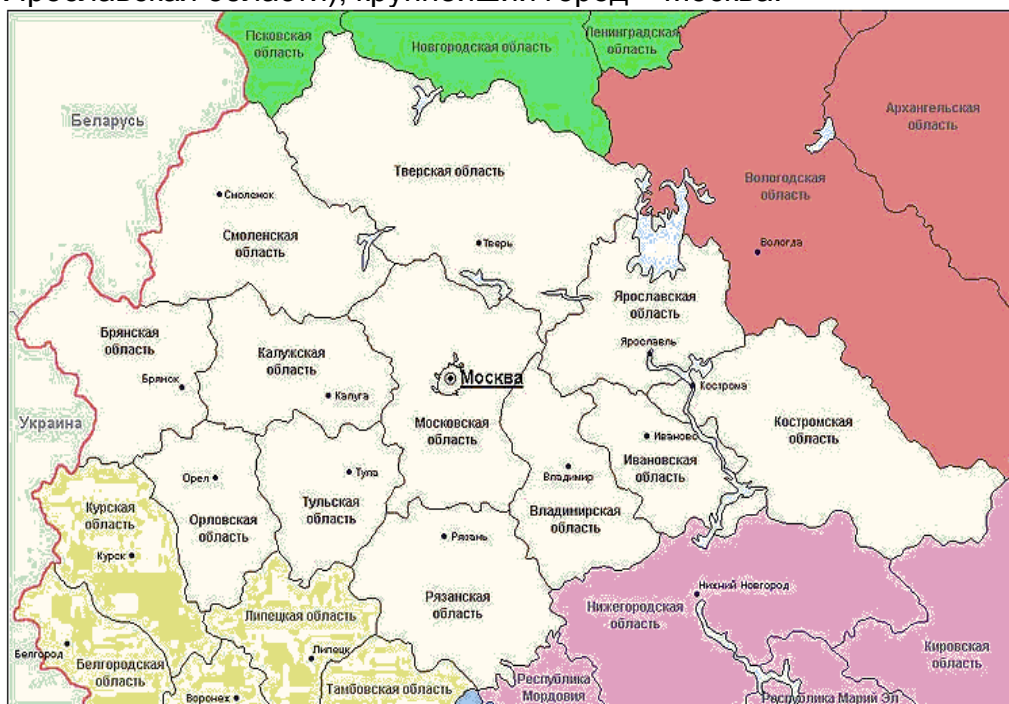 Ярославская область), крупнейший город – Москва.
Псковская
область
Новгородская область
Ленинградская
область
Беларусь
Архангельская
область
Тверская область
Вологодская
область
Смоленск
Смоленская
область
Тверь
Вологда
Ярославская
область
Брянская
область
Калужская
область
Ярославль
Москва
Брянск
Калуга
Кострома
Украина
Московская
область
Костромская
область
Иваново
Ивановская
область
Орел
Тула
Владимир
Курская
область
Тульская
область
Орловская
область
Владимирская
область
Курск
Рязань
Рязанская
область
Нижний Новгород
Нижегородская
область
Липецкая область
Кировская
область
Белгород
Липецк
Белгородская
область
Тамбовская область
Воронеж
Республика
Мордовия
Республика Марий Эл